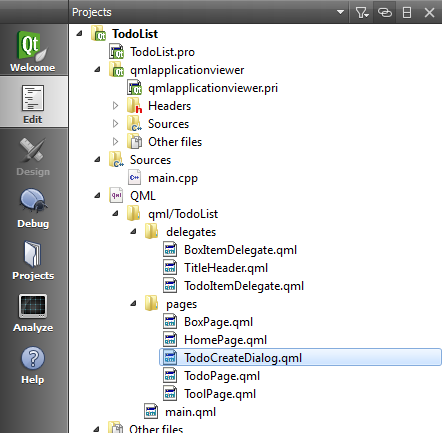 Projects
Qt
Welcome
Edit
Design
Debug
Projects
Analyze
Help
TodoList
TodoList.pro
qmlapplicationviewer
qmlapplicationviewer.pri
Headers
Sources
Other files
Sources
main.cpp
QML
qml/TodoList
delegates
BoxItemDelegate.qml
TitleHeader.qml
TodoItemDelegate.qml
pages
BoxPage.qml
HomePage.qml
TodoCreateDialog.qml
TodoPage.qml
ToolPage.qml
main.qml
Other files